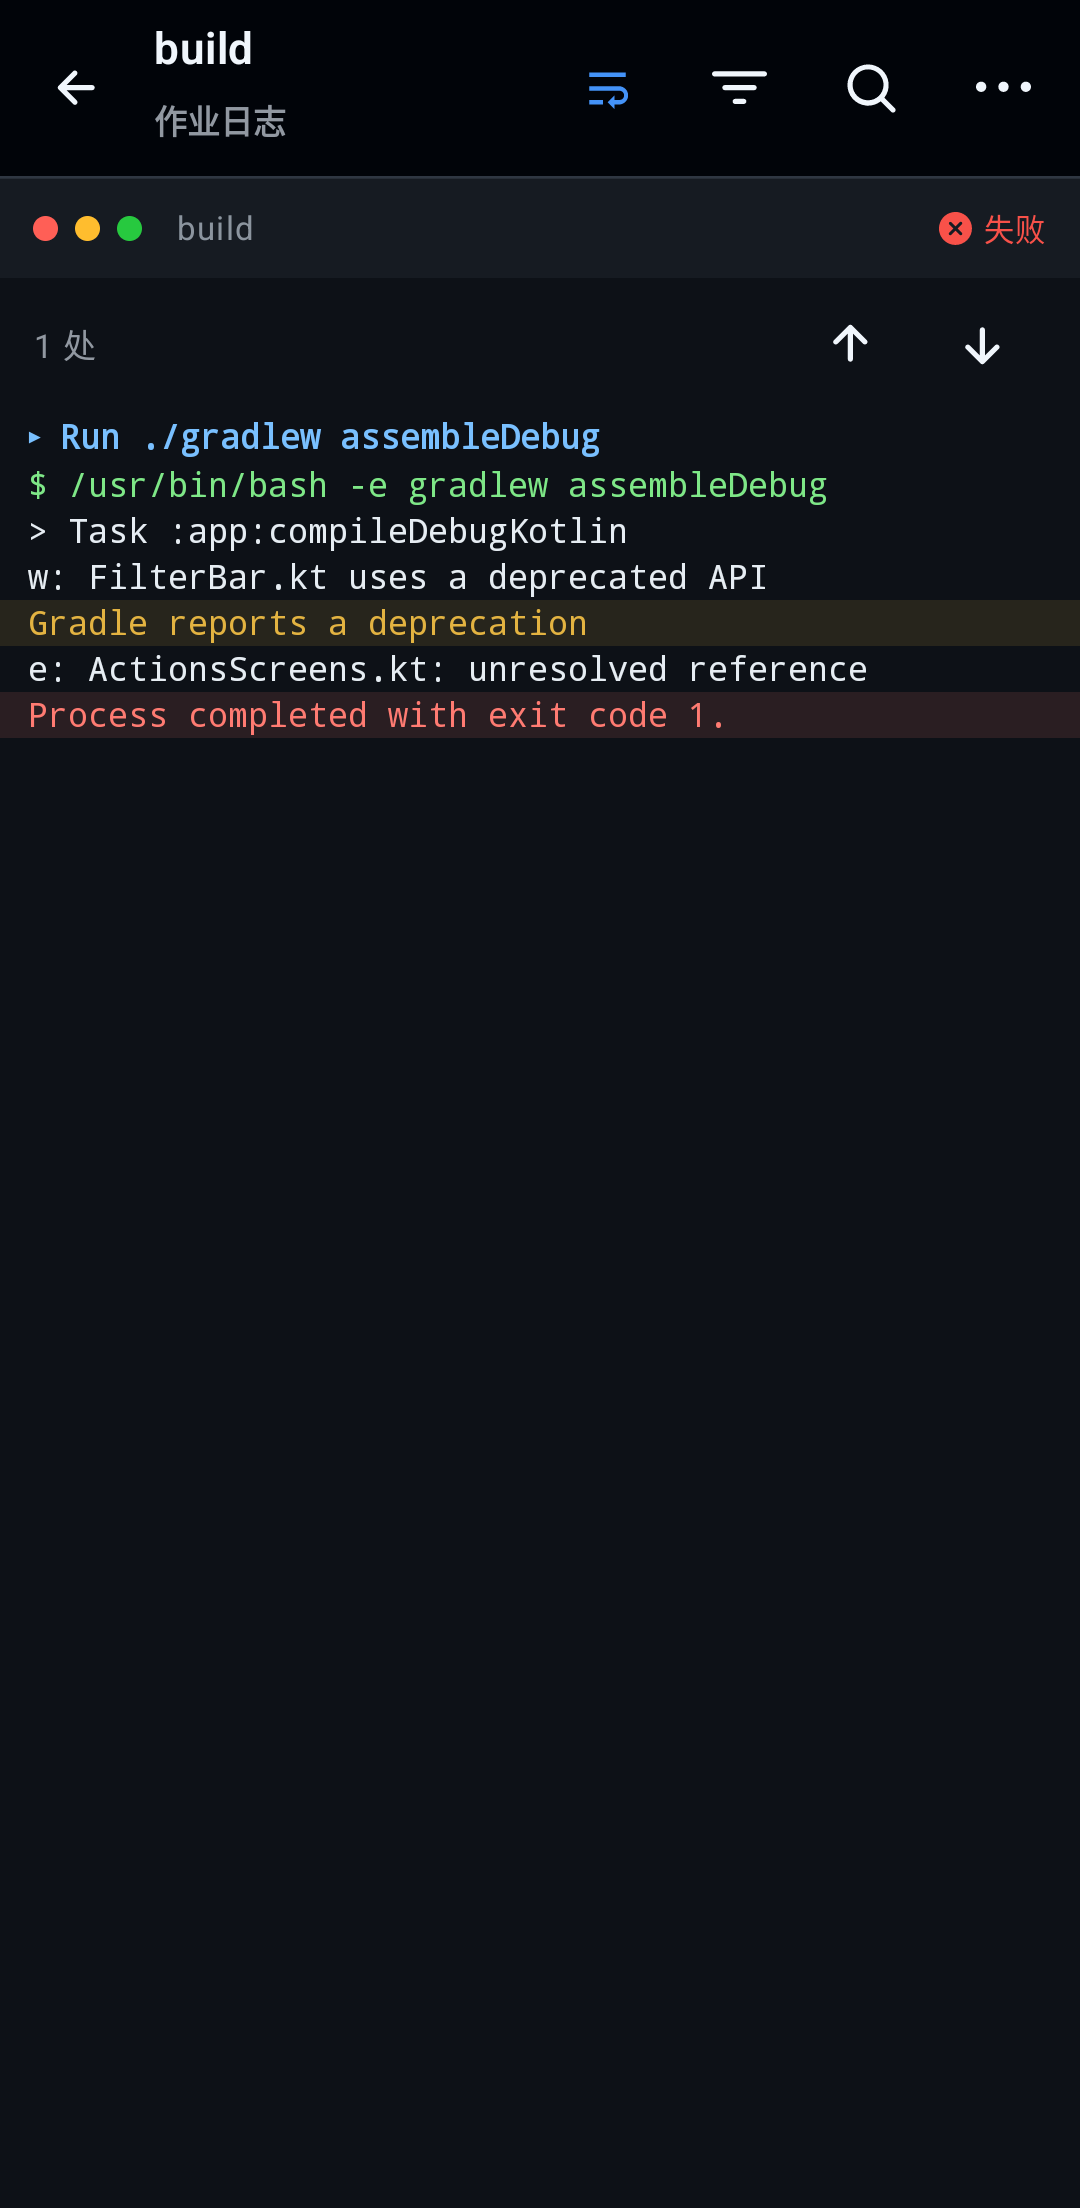 build
作业日志
build
失败
1 处
▸ Run ./gradlew assembleDebug
$ /usr/bin/bash -e gradlew assembleDebug
> Task :app:compileDebugKotlin
w: FilterBar.kt uses a deprecated API
Gradle reports a deprecation
e: ActionsScreens.kt: unresolved reference
Process completed with exit code 1.